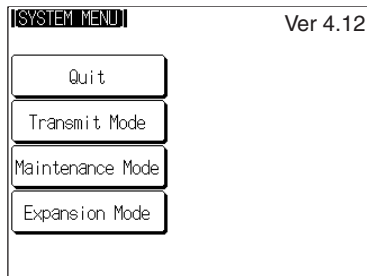 [SYSTEM MENU]
Ver 4.12
Quit
Transmit Mode
Maintenance Mode
Expansion Mode